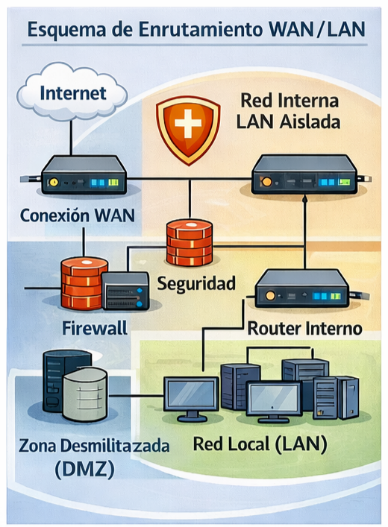 Esquema de Enrutamiento WAN/LAN
Internet
Red Interna
LAN Aislada
Conexión WAN
Seguridad
Firewall
Router Interno
Zona Desmilitazada
(DMZ)
Red Local (LAN)